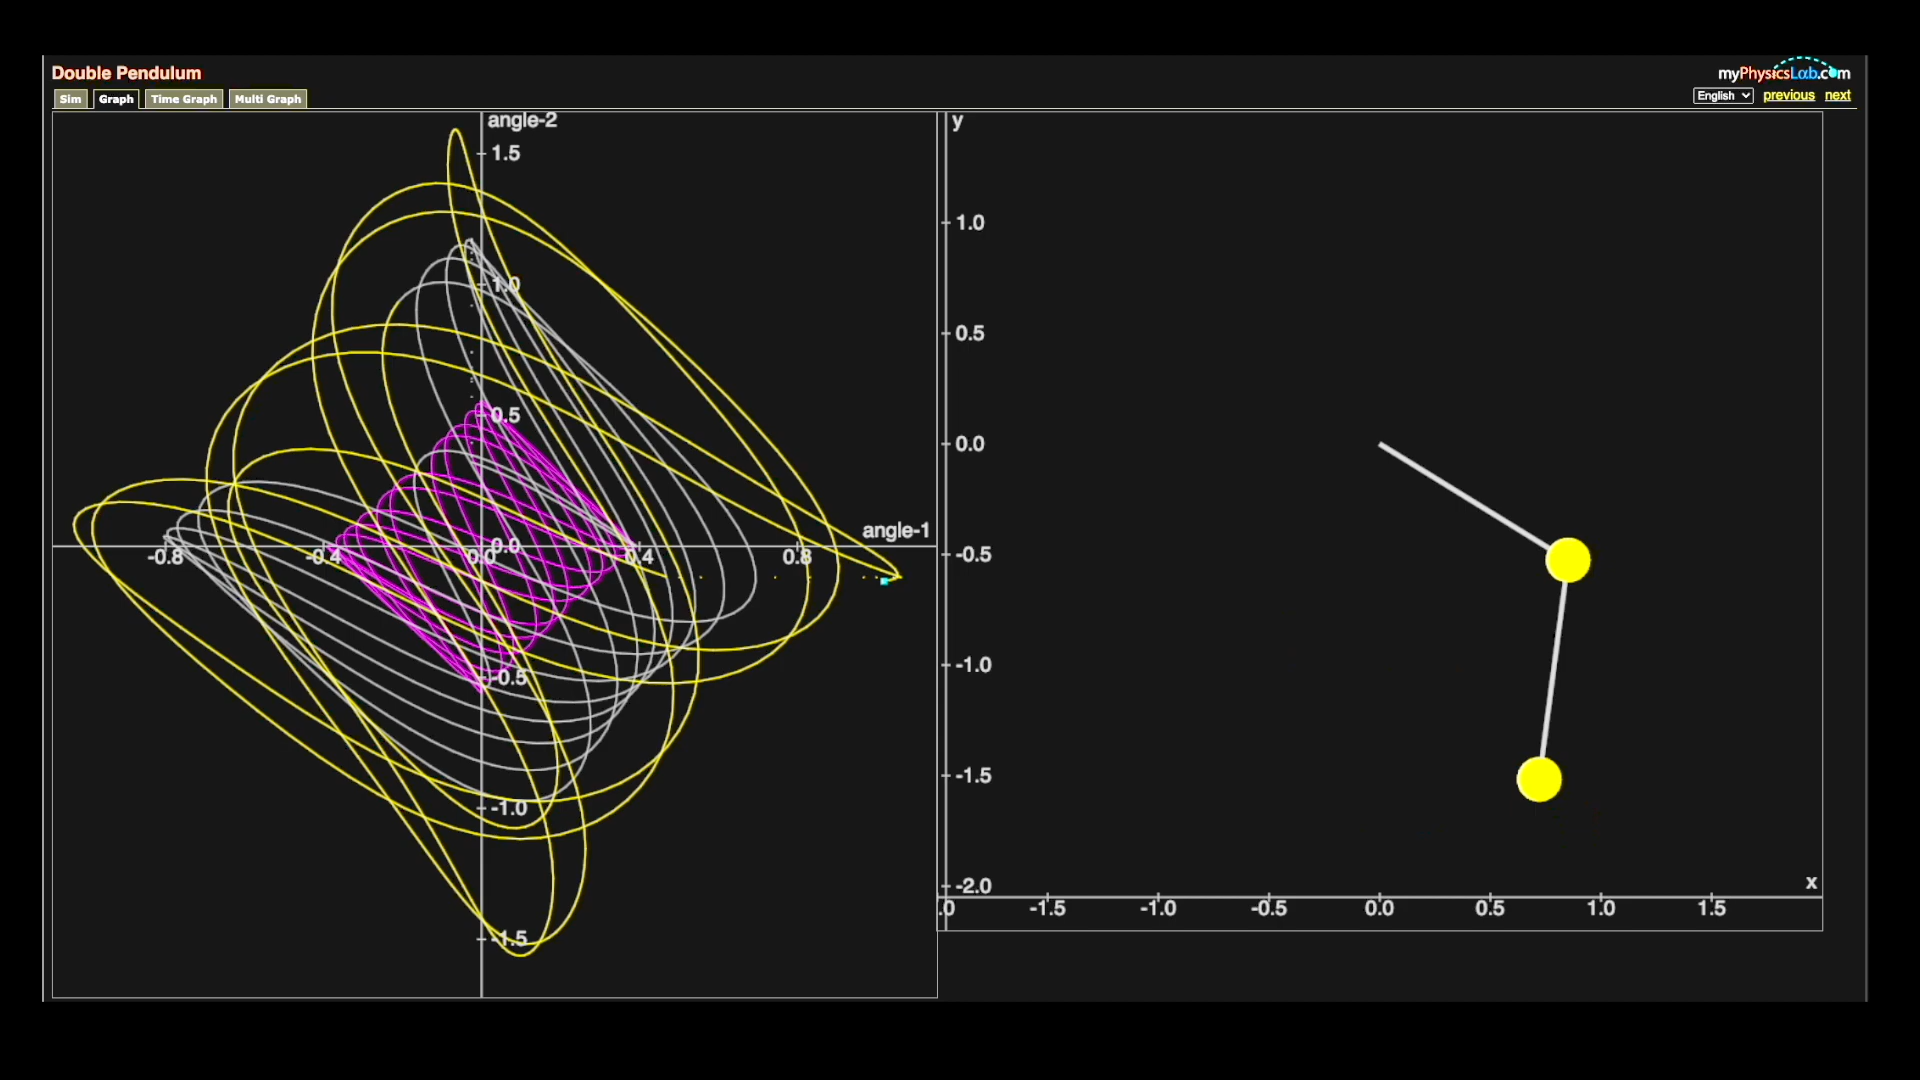 Double Pendulum
myPhysicsLab.com
Sim Graph Time Graph Multi Graph
English previous next
angle-2
1.5
1.0
0.5
angle-1
0.0
-0.8 -0.4 0.0 0.4 0.8
-0.5
-1.0
-1.5
y
1.0
0.5
0.0
-0.5
-1.0
-1.5
-2.0
x
.0 -1.5 -1.0 -0.5 0.0 0.5 1.0 1.5